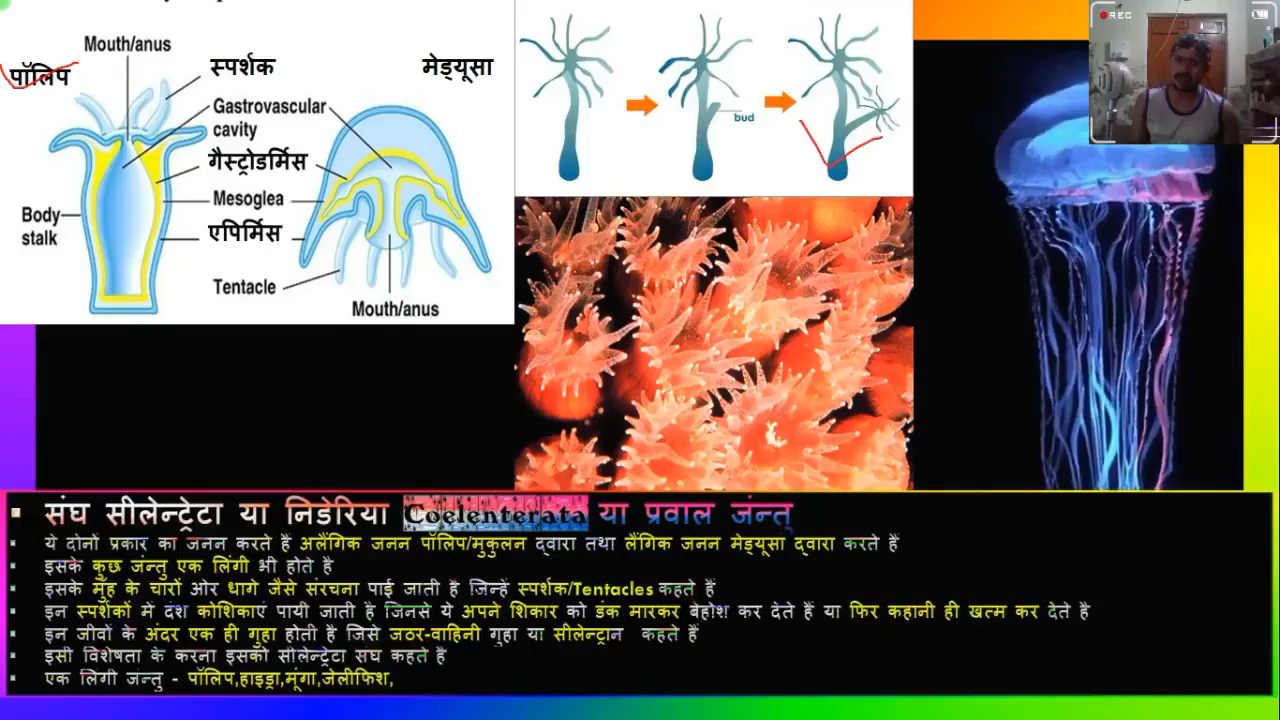 REC
Mouth/anus
पॉलिप
स्पर्शक
मेड्यूसा
Gastrovascular
cavity
गैस्ट्रोडर्मिस
Mesoglea
Body
stalk
एपिर्मिस
Tentacle
Mouth/anus
bud
संघ सीलेन्ट्रेटा या निडेरिया Coelenterata या प्रवाल जंन्तु
ये दोनों प्रकार का जनन करते हैं अलैंगिक जनन पॉलिप/मुकुलन द्वारा तथा लैंगिक जनन मेड्यूसा द्वारा करते हैं
इसके कुछ जंन्तु एक लिंगी भी होते है
इसके मुँह के चारों ओर धागे जैसे संरचना पाई जाती है जिन्हें स्पर्शक/Tentacles कहते हैं
इन स्पर्शकों में दंश कोशिकाएं पायी जाती है जिनसे ये अपने शिकार को डंक मारकर बेहोश कर देते हैं या फिर कहानी ही खत्म कर देते है
इन जीवों के अंदर एक ही गुहा होती है जिसे जठर-वाहिनी गुहा या सीलेन्ट्रान कहते हैं
इसी विशेषता के करना इसको सीलेन्ट्रेटा संघ कहते है
एक लिगी जंन्तु - पॉलिप,हाइड्रा,मूंगा,जेलीफिश,